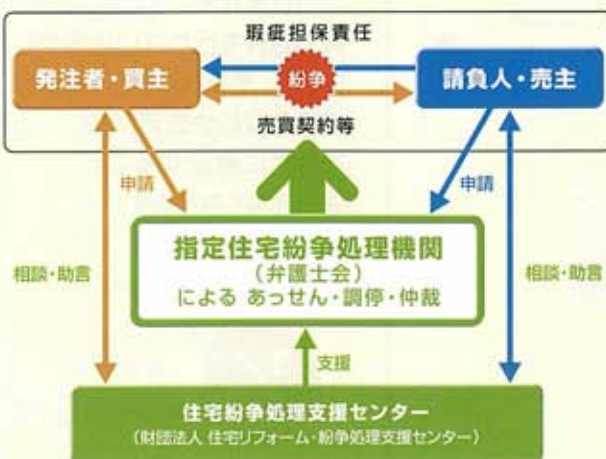 瑕疵担保責任
発注者・買主
紛争
請負人・売主
売買契約等
申請
申請
指定住宅紛争処理機関
(弁護士会)
による あっせん・調停・仲裁
相談・助言
相談・助言
支援
住宅紛争処理支援センター
(財団法人 住宅リフォーム・紛争処理支援センター)